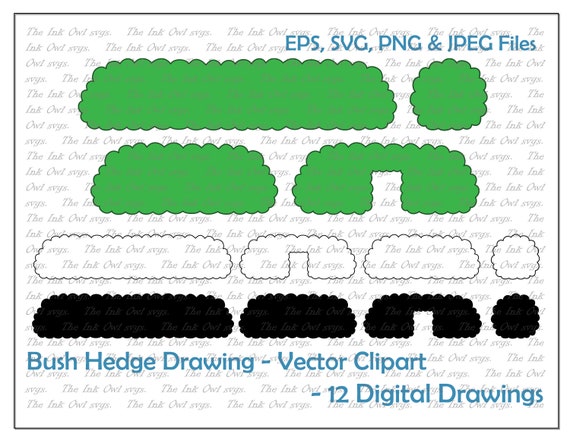 The Ink Owl svgs.
EPS, SVG, PNG & JPEG Files
Bush Hedge Drawing - Vector Clipart
- 12 Digital Drawings